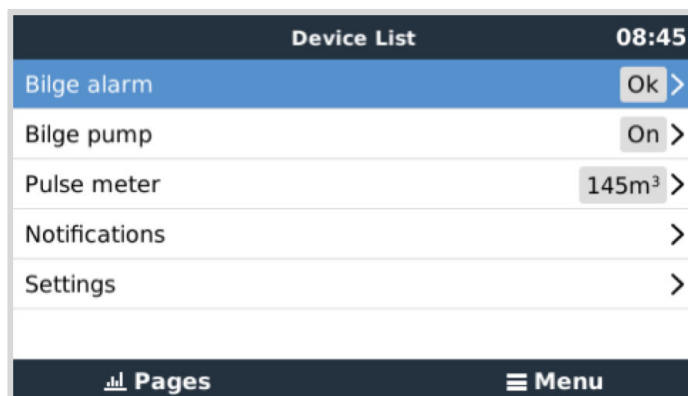 Device List 08:45
Bilge alarm Ok
Bilge pump On
Pulse meter 145m³
Notifications
Settings
Pages Menu